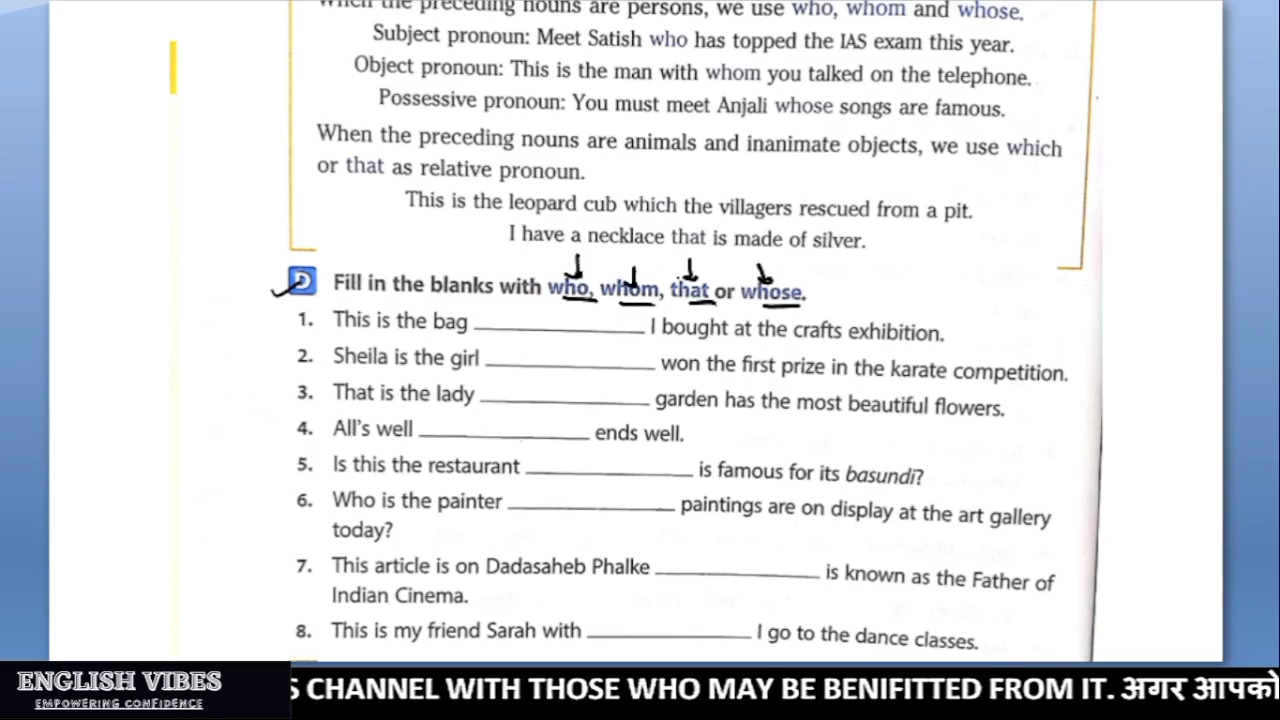 When the preceding nouns are persons, we use who, whom and whose.
Subject pronoun: Meet Satish who has topped the IAS exam this year.
Object pronoun: This is the man with whom you talked on the telephone.
Possessive pronoun: You must meet Anjali whose songs are famous.
When the preceding nouns are animals and inanimate objects, we use which
or that as relative pronoun.
This is the leopard cub which the villagers rescued from a pit.
I have a necklace that is made of silver.
D Fill in the blanks with who, whom, that or whose.
1. This is the bag ____________ I bought at the crafts exhibition.
2. Sheila is the girl ____________ won the first prize in the karate competition.
3. That is the lady ____________ garden has the most beautiful flowers.
4. All's well ____________ ends well.
5. Is this the restaurant ____________ is famous for its basundi?
6. Who is the painter ____________ paintings are on display at the art gallery
today?
7. This article is on Dadasaheb Phalke ____________ is known as the Father of
Indian Cinema.
8. This is my friend Sarah with ____________ I go to the dance classes.
ENGLISH VIBES
EMPOWERING CONFIDENCE
S CHANNEL WITH THOSE WHO MAY BE BENIFITTED FROM IT. अगर आपको